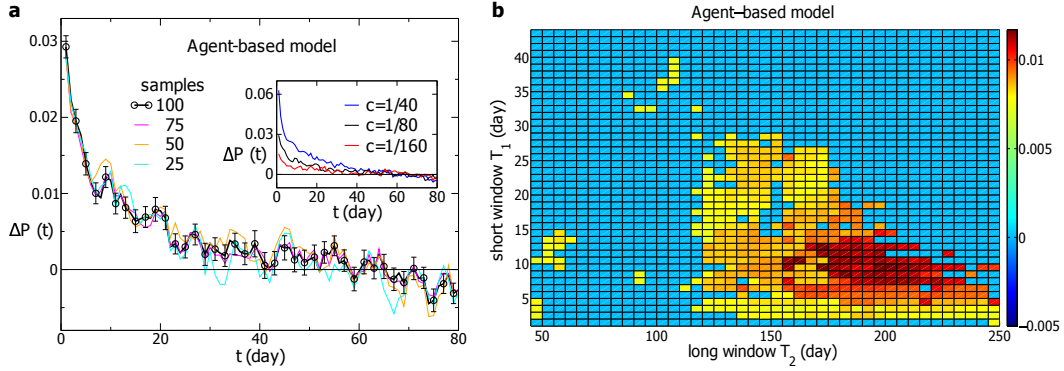 a
Agent-based model
0.03
0.02
0.01
0
ΔP (t)
samples
100
75
50
25
0.06
0.03
0
ΔP (t)
c=1/40
c=1/80
c=1/160
0 20 40 60 80
t (day)
0 20 40 60 80
t (day)
b
Agent–based model
short window T1 (day)
40
35
30
25
20
15
10
5
50 100 150 200 250
long window T2 (day)
0.01
0.005
0
−0.005